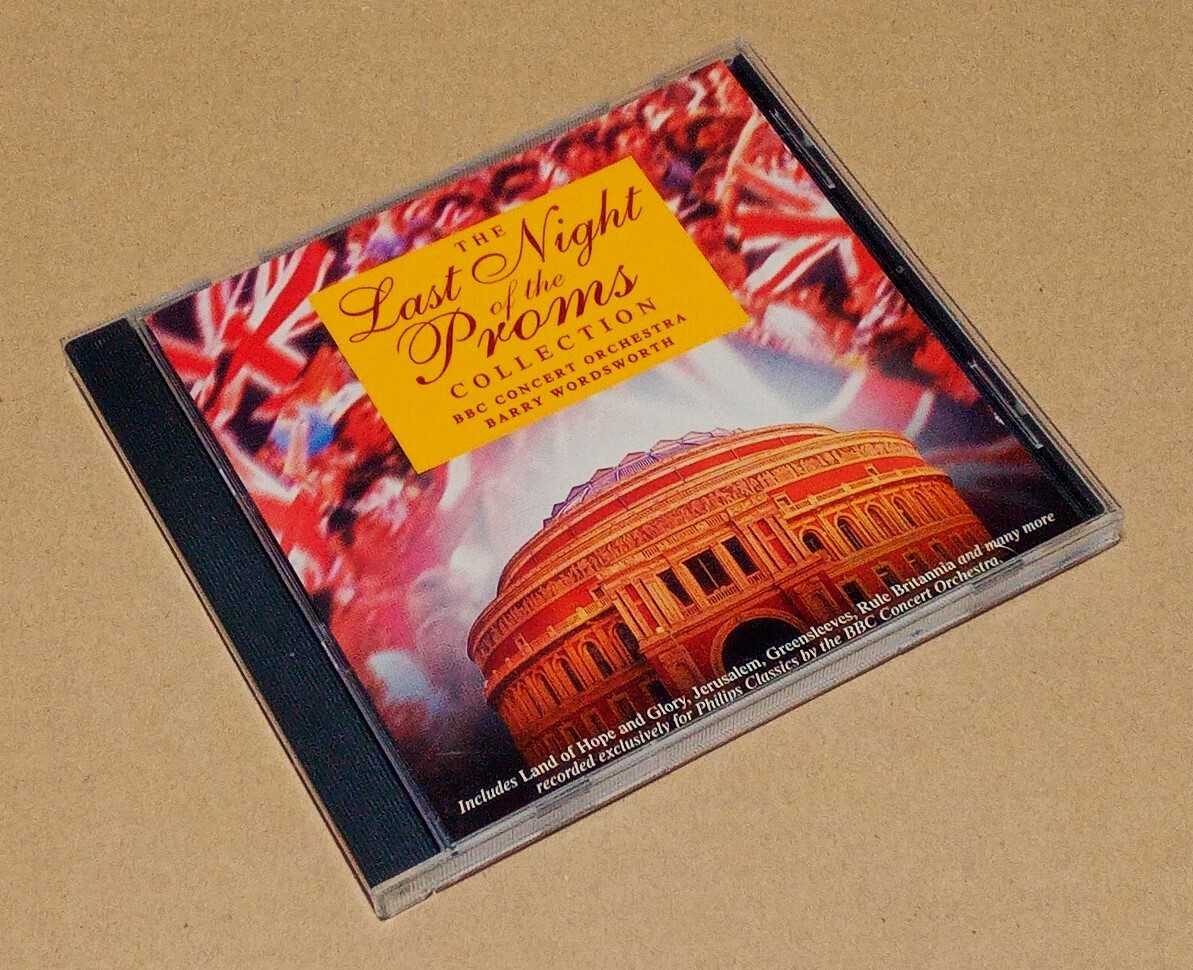 THE
Last Night
of the
Proms
COLLECTION
BBC CONCERT ORCHESTRA
BARRY WORDSWORTH
Includes Land of Hope and Glory, Jerusalem, Greensleeves, Rule Britannia and many more
recorded exclusively for Philips Classics by the BBC Concert Orchestra.